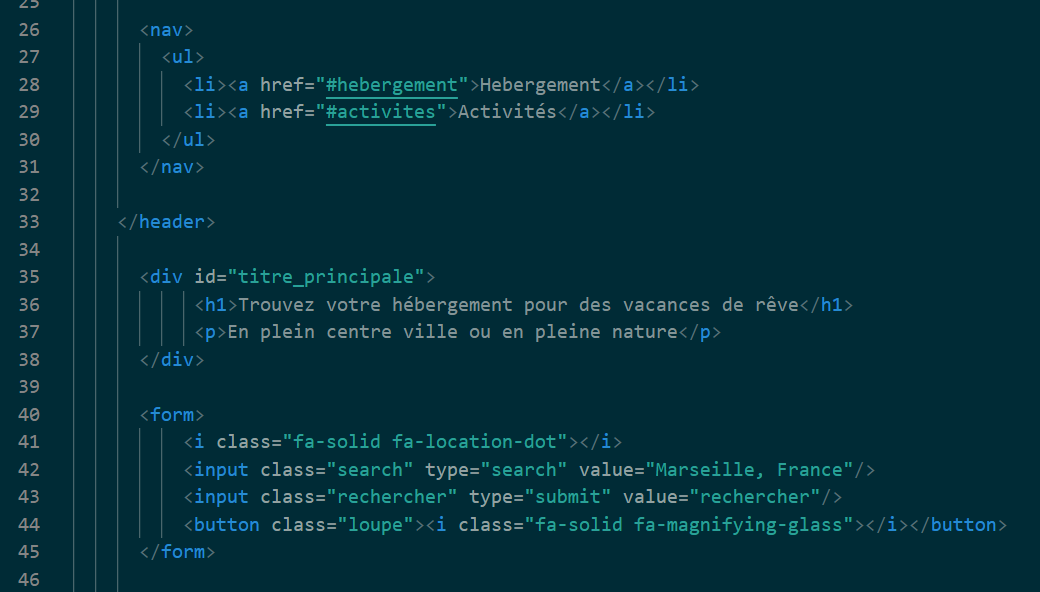 25
26 <nav>
27 <ul>
28 <li><a href="#hebergement">Hebergement</a></li>
29 <li><a href="#activites">Activités</a></li>
30 </ul>
31 </nav>
32
33 </header>
34
35 <div id="titre_principale">
36 <h1>Trouvez votre hébergement pour des vacances de rêve</h1>
37 <p>En plein centre ville ou en pleine nature</p>
38 </div>
39
40 <form>
41 <i class="fa-solid fa-location-dot"></i>
42 <input class="search" type="search" value="Marseille, France"/>
43 <input class="rechercher" type="submit" value="rechercher"/>
44 <button class="loupe"><i class="fa-solid fa-magnifying-glass"></i></button>
45 </form>
46